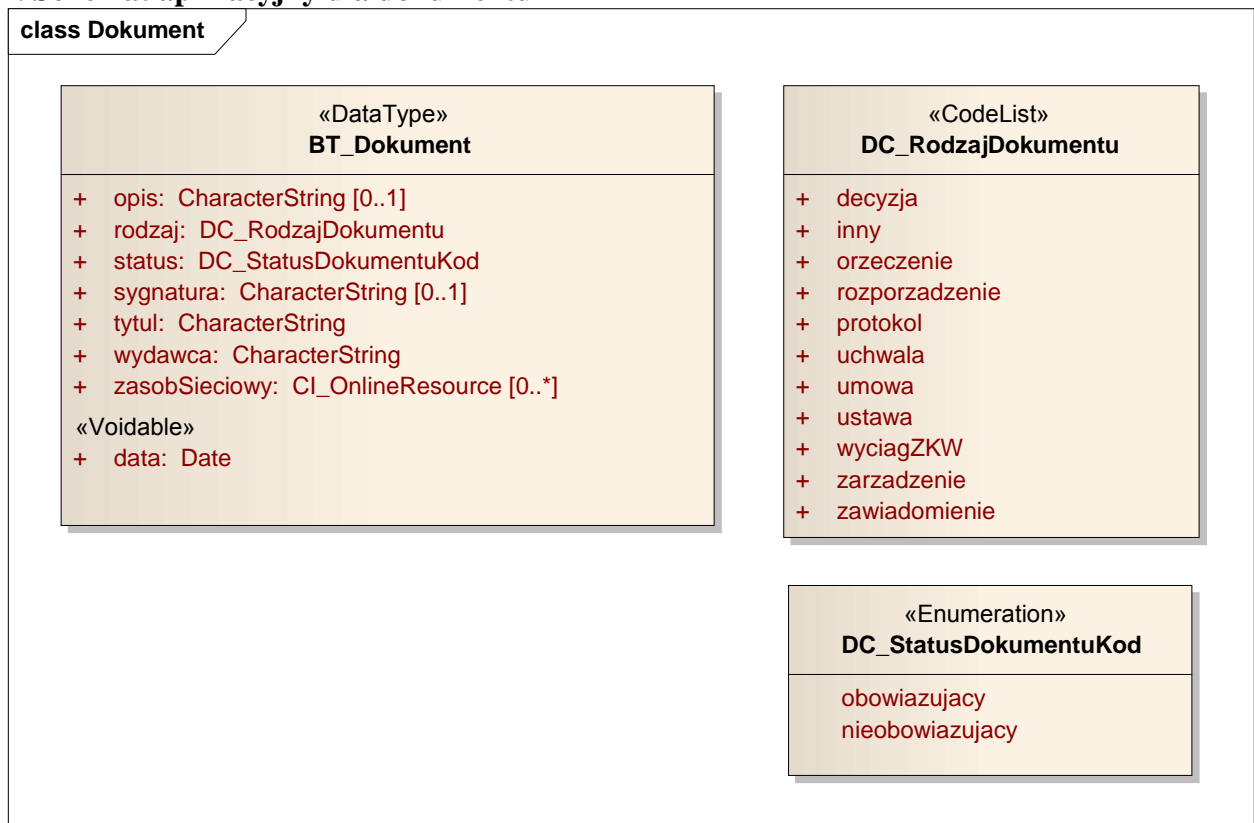 class Dokument
«DataType»
BT_Dokument
+ opis: CharacterString [0..1]
+ rodzaj: DC_RodzajDokumentu
+ status: DC_StatusDokumentuKod
+ sygnatura: CharacterString [0..1]
+ tytul: CharacterString
+ wydawca: CharacterString
+ zasobSieciowy: CI_OnlineResource [0..*]
«Voidable»
+ data: Date
«CodeList»
DC_RodzajDokumentu
+ decyzja
+ inny
+ orzeczenie
+ rozporzadzenie
+ protokol
+ uchwala
+ umowa
+ ustawa
+ wyciagZKW
+ zarzadzenie
+ zawiadomienie
«Enumeration»
DC_StatusDokumentuKod
obowiazujacy
nieobowiazujacy